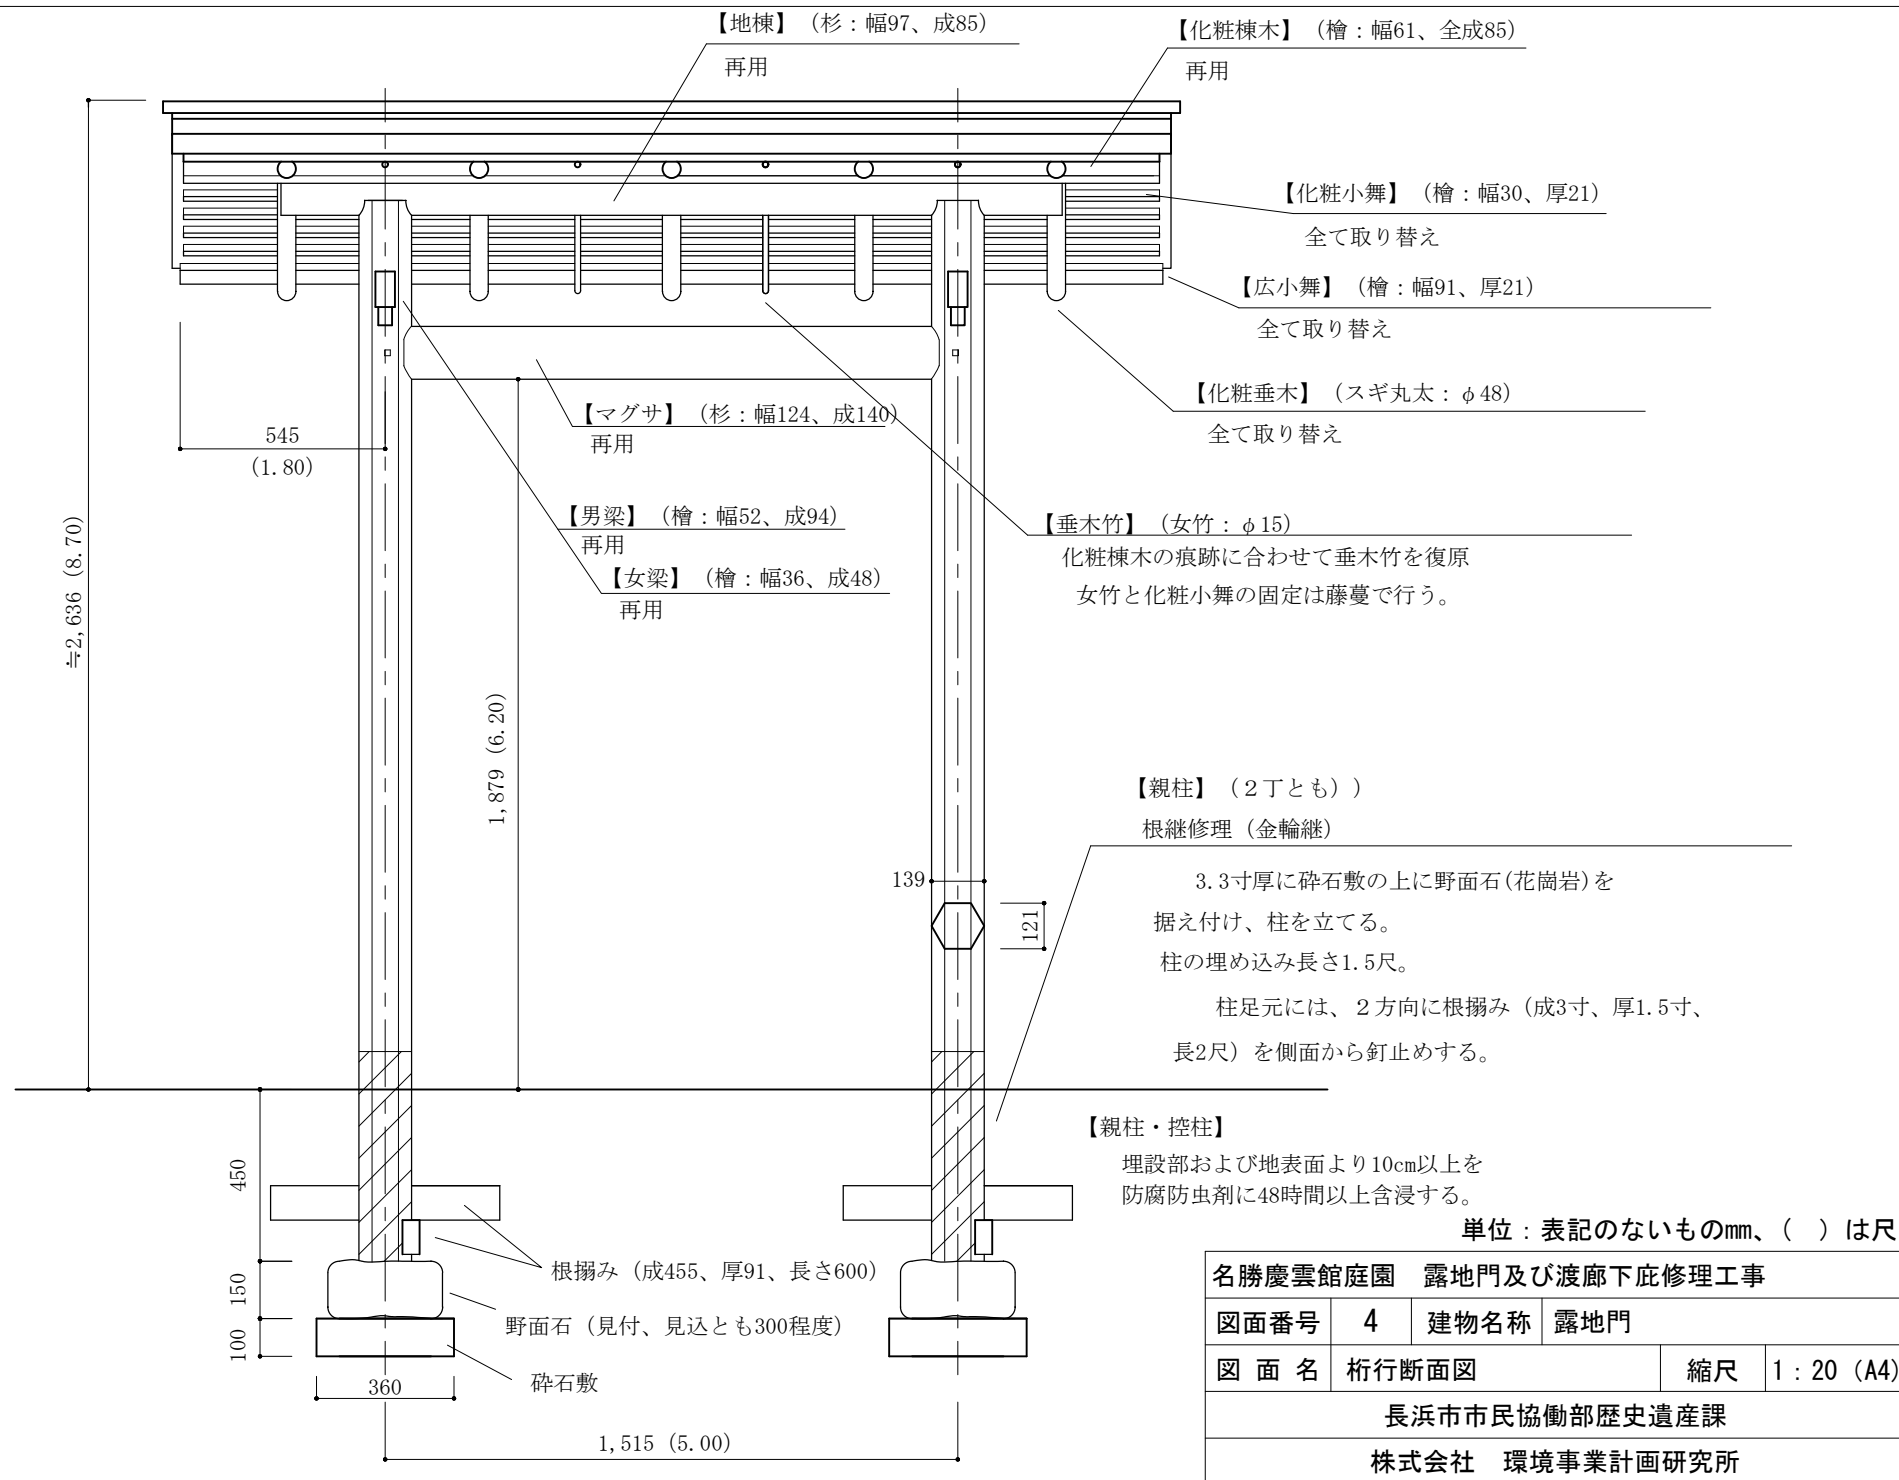 【地棟】（杉：幅97、成85）
再用
【化粧棟木】（檜：幅61、全成85）
再用
【化粧小舞】（檜：幅30、厚21）
全て取り替え
【広小舞】（檜：幅91、厚21）
全て取り替え
【化粧垂木】（スギ丸太：φ48）
全て取り替え
【マグサ】（杉：幅124、成140）
再用
545
(1.80)
【男梁】（檜：幅52、成94）
再用
【女梁】（檜：幅36、成48）
再用
【垂木竹】（女竹：φ15）
化粧棟木の痕跡に合わせて垂木竹を復原
女竹と化粧小舞の固定は藤蔓で行う。
≒2,636 (8.70)
1,879 (6.20)
【親柱】（２丁とも））
根継修理（金輪継）
3.3寸厚に砕石敷の上に野面石(花崗岩)を
据え付け、柱を立てる。
柱の埋め込み長さ1.5尺。
柱足元には、２方向に根搦み（成3寸、厚1.5寸、
長2尺）を側面から釘止めする。
139
121
【親柱・控柱】
埋設部および地表面より10cm以上を
防腐防虫剤に48時間以上含浸する。
450
150
100
360
根搦み（成455、厚91、長さ600）
野面石（見付、見込とも300程度）
砕石敷
1,515 (5.00)
単位：表記のないものmm、（　）は尺
名勝慶雲館庭園　露地門及び渡廊下庇修理工事
図面番号 4 建物名称 露地門
図 面 名 桁行断面図 縮尺 1：20（A4)
長浜市市民協働部歴史遺産課
株式会社　環境事業計画研究所